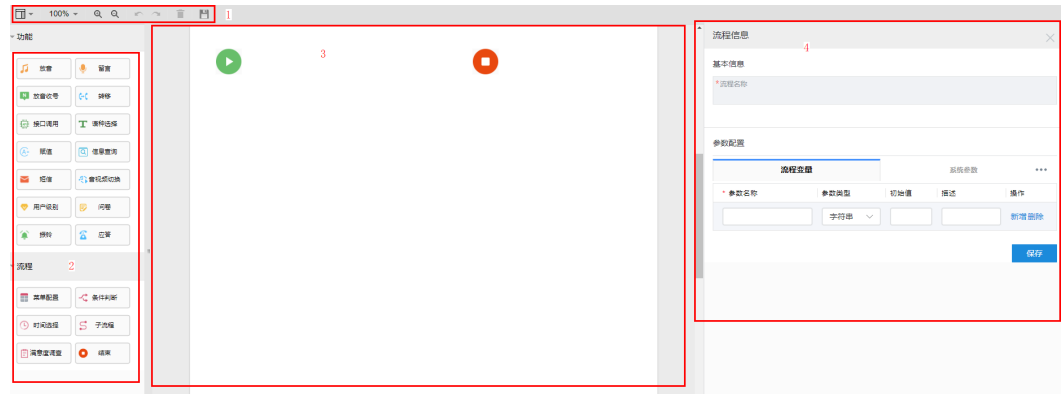 100%
1
功能
放音
留言
放音收号
转移
接口调用
语种选择
赋值
信息查询
短信
音视频切换
用户级别
问卷
振铃
应答
流程
2
菜单配置
条件判断
时间选择
子流程
满意度调查
结束
3
流程信息
4
基本信息
*流程名称
参数配置
流程变量 系统参数
* 参数名称 参数类型 初始值 描述 操作
字符串 新增 删除
保存